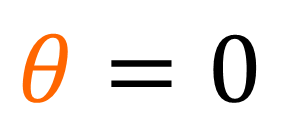 θ = 0